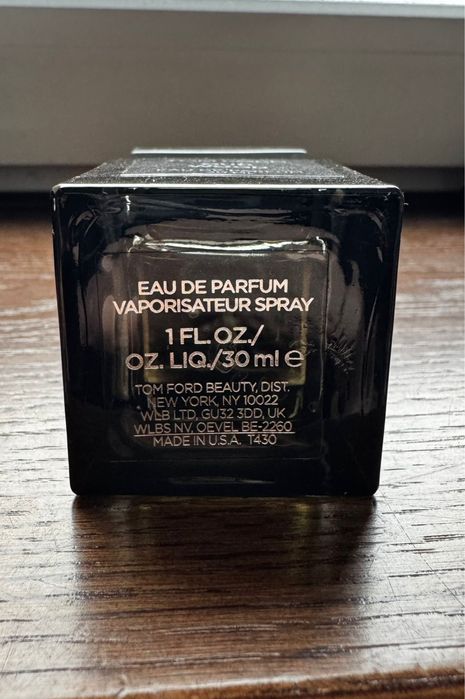 EAU DE PARFUM
VAPORISATEUR SPRAY
1 FL. OZ./
OZ. LIQ./30 ml ℮
TOM FORD BEAUTY, DIST.
NEW YORK, NY 10022
WLB LTD, GU32 3DD, UK
WLBS NV, OEVEL BE-2260
MADE IN U.S.A. T430